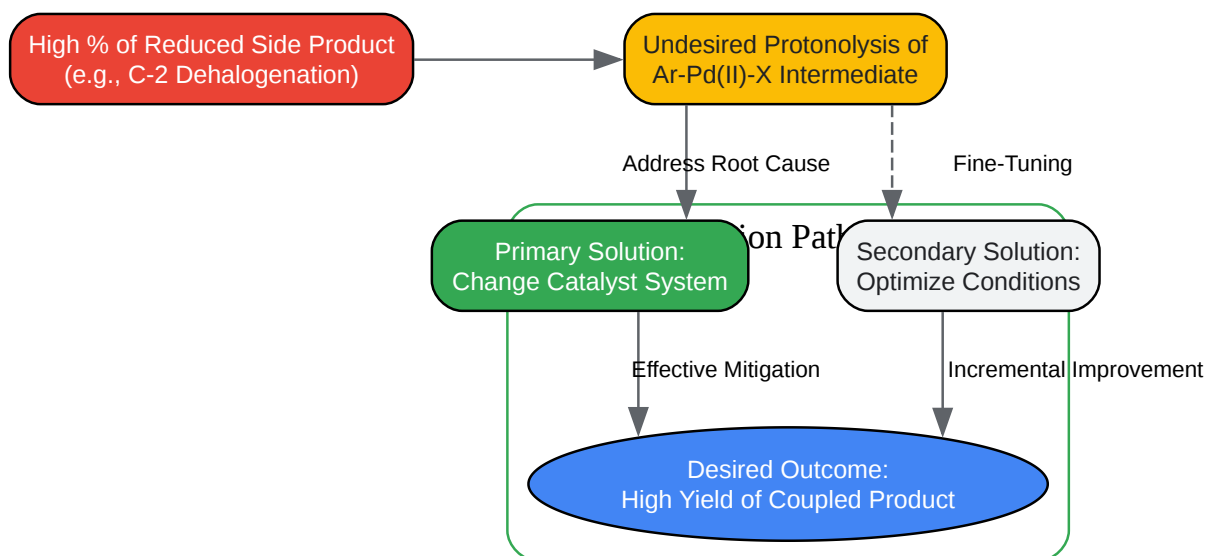 High % of Reduced Side Product
(e.g., C-2 Dehalogenation)
Undesired Protonolysis of
Ar-Pd(II)-X Intermediate
Address Root Cause
Fine-Tuning
Primary Solution:
Change Catalyst System
Secondary Solution:
Optimize Conditions
Effective Mitigation
Incremental Improvement
Desired Outcome:
High Yield of Coupled Product